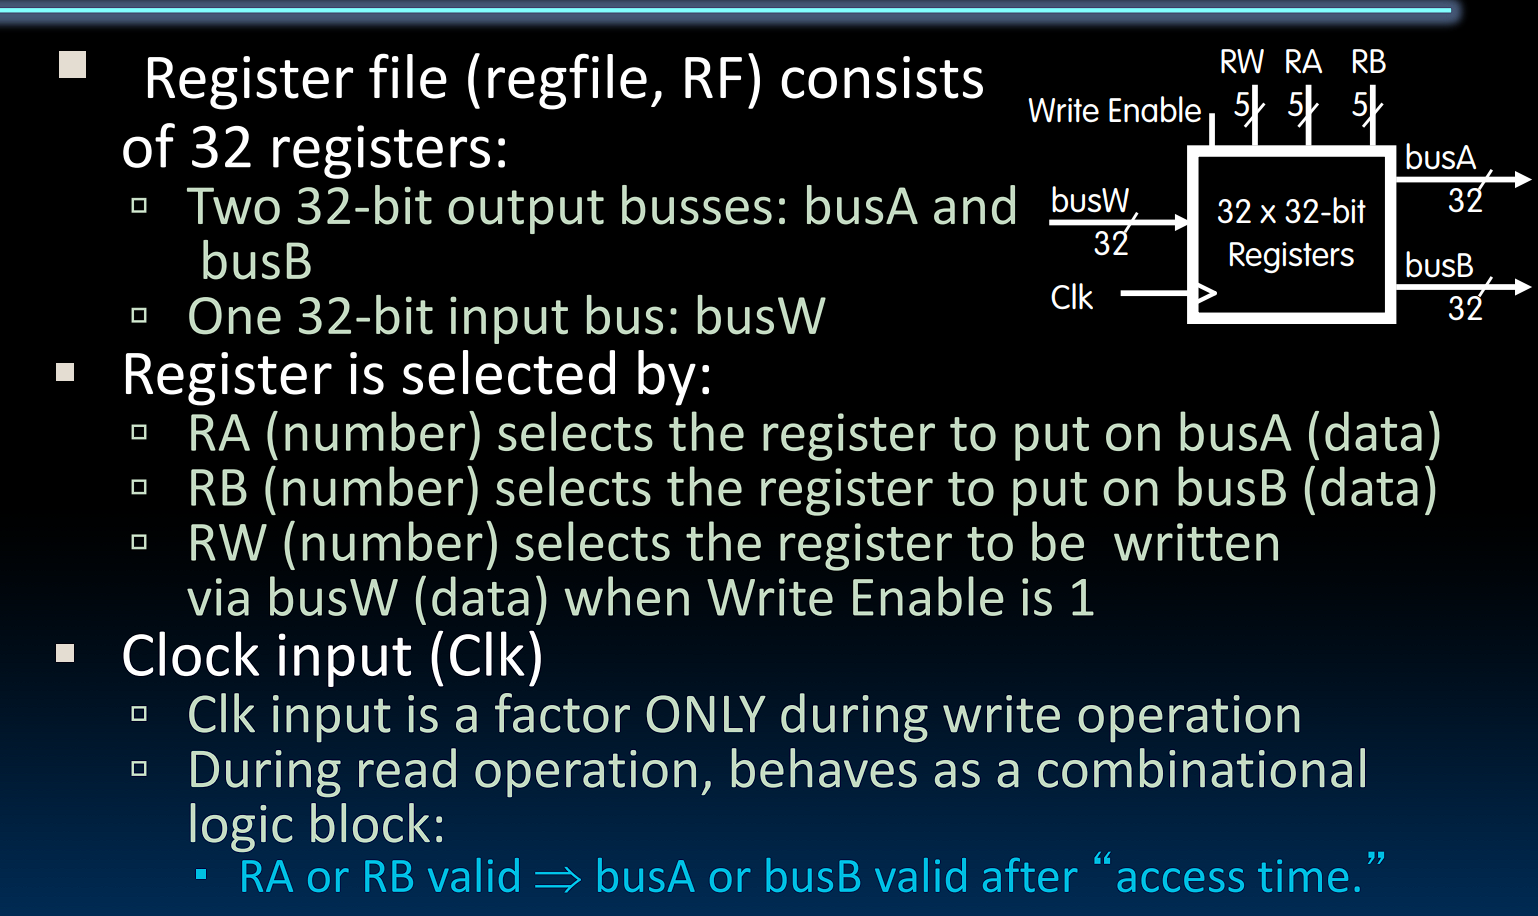 Register file (regfile, RF) consists
of 32 registers:
Two 32-bit output busses: busA and
busB
One 32-bit input bus: busW
Register is selected by:
RA (number) selects the register to put on busA (data)
RB (number) selects the register to put on busB (data)
RW (number) selects the register to be written
via busW (data) when Write Enable is 1
Clock input (Clk)
Clk input is a factor ONLY during write operation
During read operation, behaves as a combinational
logic block:
RA or RB valid ⇒ busA or busB valid after “access time.”
RW RA RB
Write Enable 5 5 5
busA
32
busW
32
32 x 32-bit
Registers
busB
32
Clk